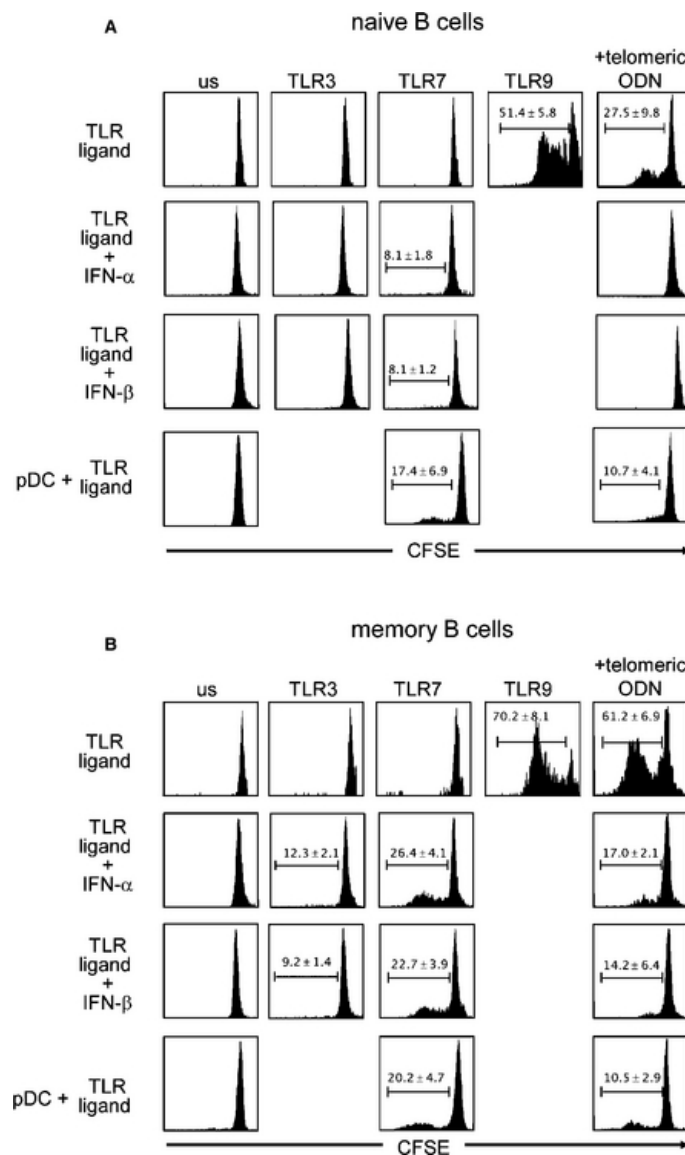 A
naive B cells
us
TLR3
TLR7
TLR9
+telomeric
ODN
TLR
ligand
51.4±5.8
27.5±9.8
TLR
ligand
+
IFN-α
8.1±1.8
TLR
ligand
+
IFN-β
8.1±1.2
pDC + TLR
ligand
17.4±6.9
10.7±4.1
CFSE
B
memory B cells
us
TLR3
TLR7
TLR9
+telomeric
ODN
TLR
ligand
70.2±8.1
61.2±6.9
TLR
ligand
+
IFN-α
12.3±2.1
26.4±4.1
17.0±2.1
TLR
ligand
+
IFN-β
9.2±1.4
22.7±3.9
14.2±6.4
pDC + TLR
ligand
20.2±4.7
10.5±2.9
CFSE